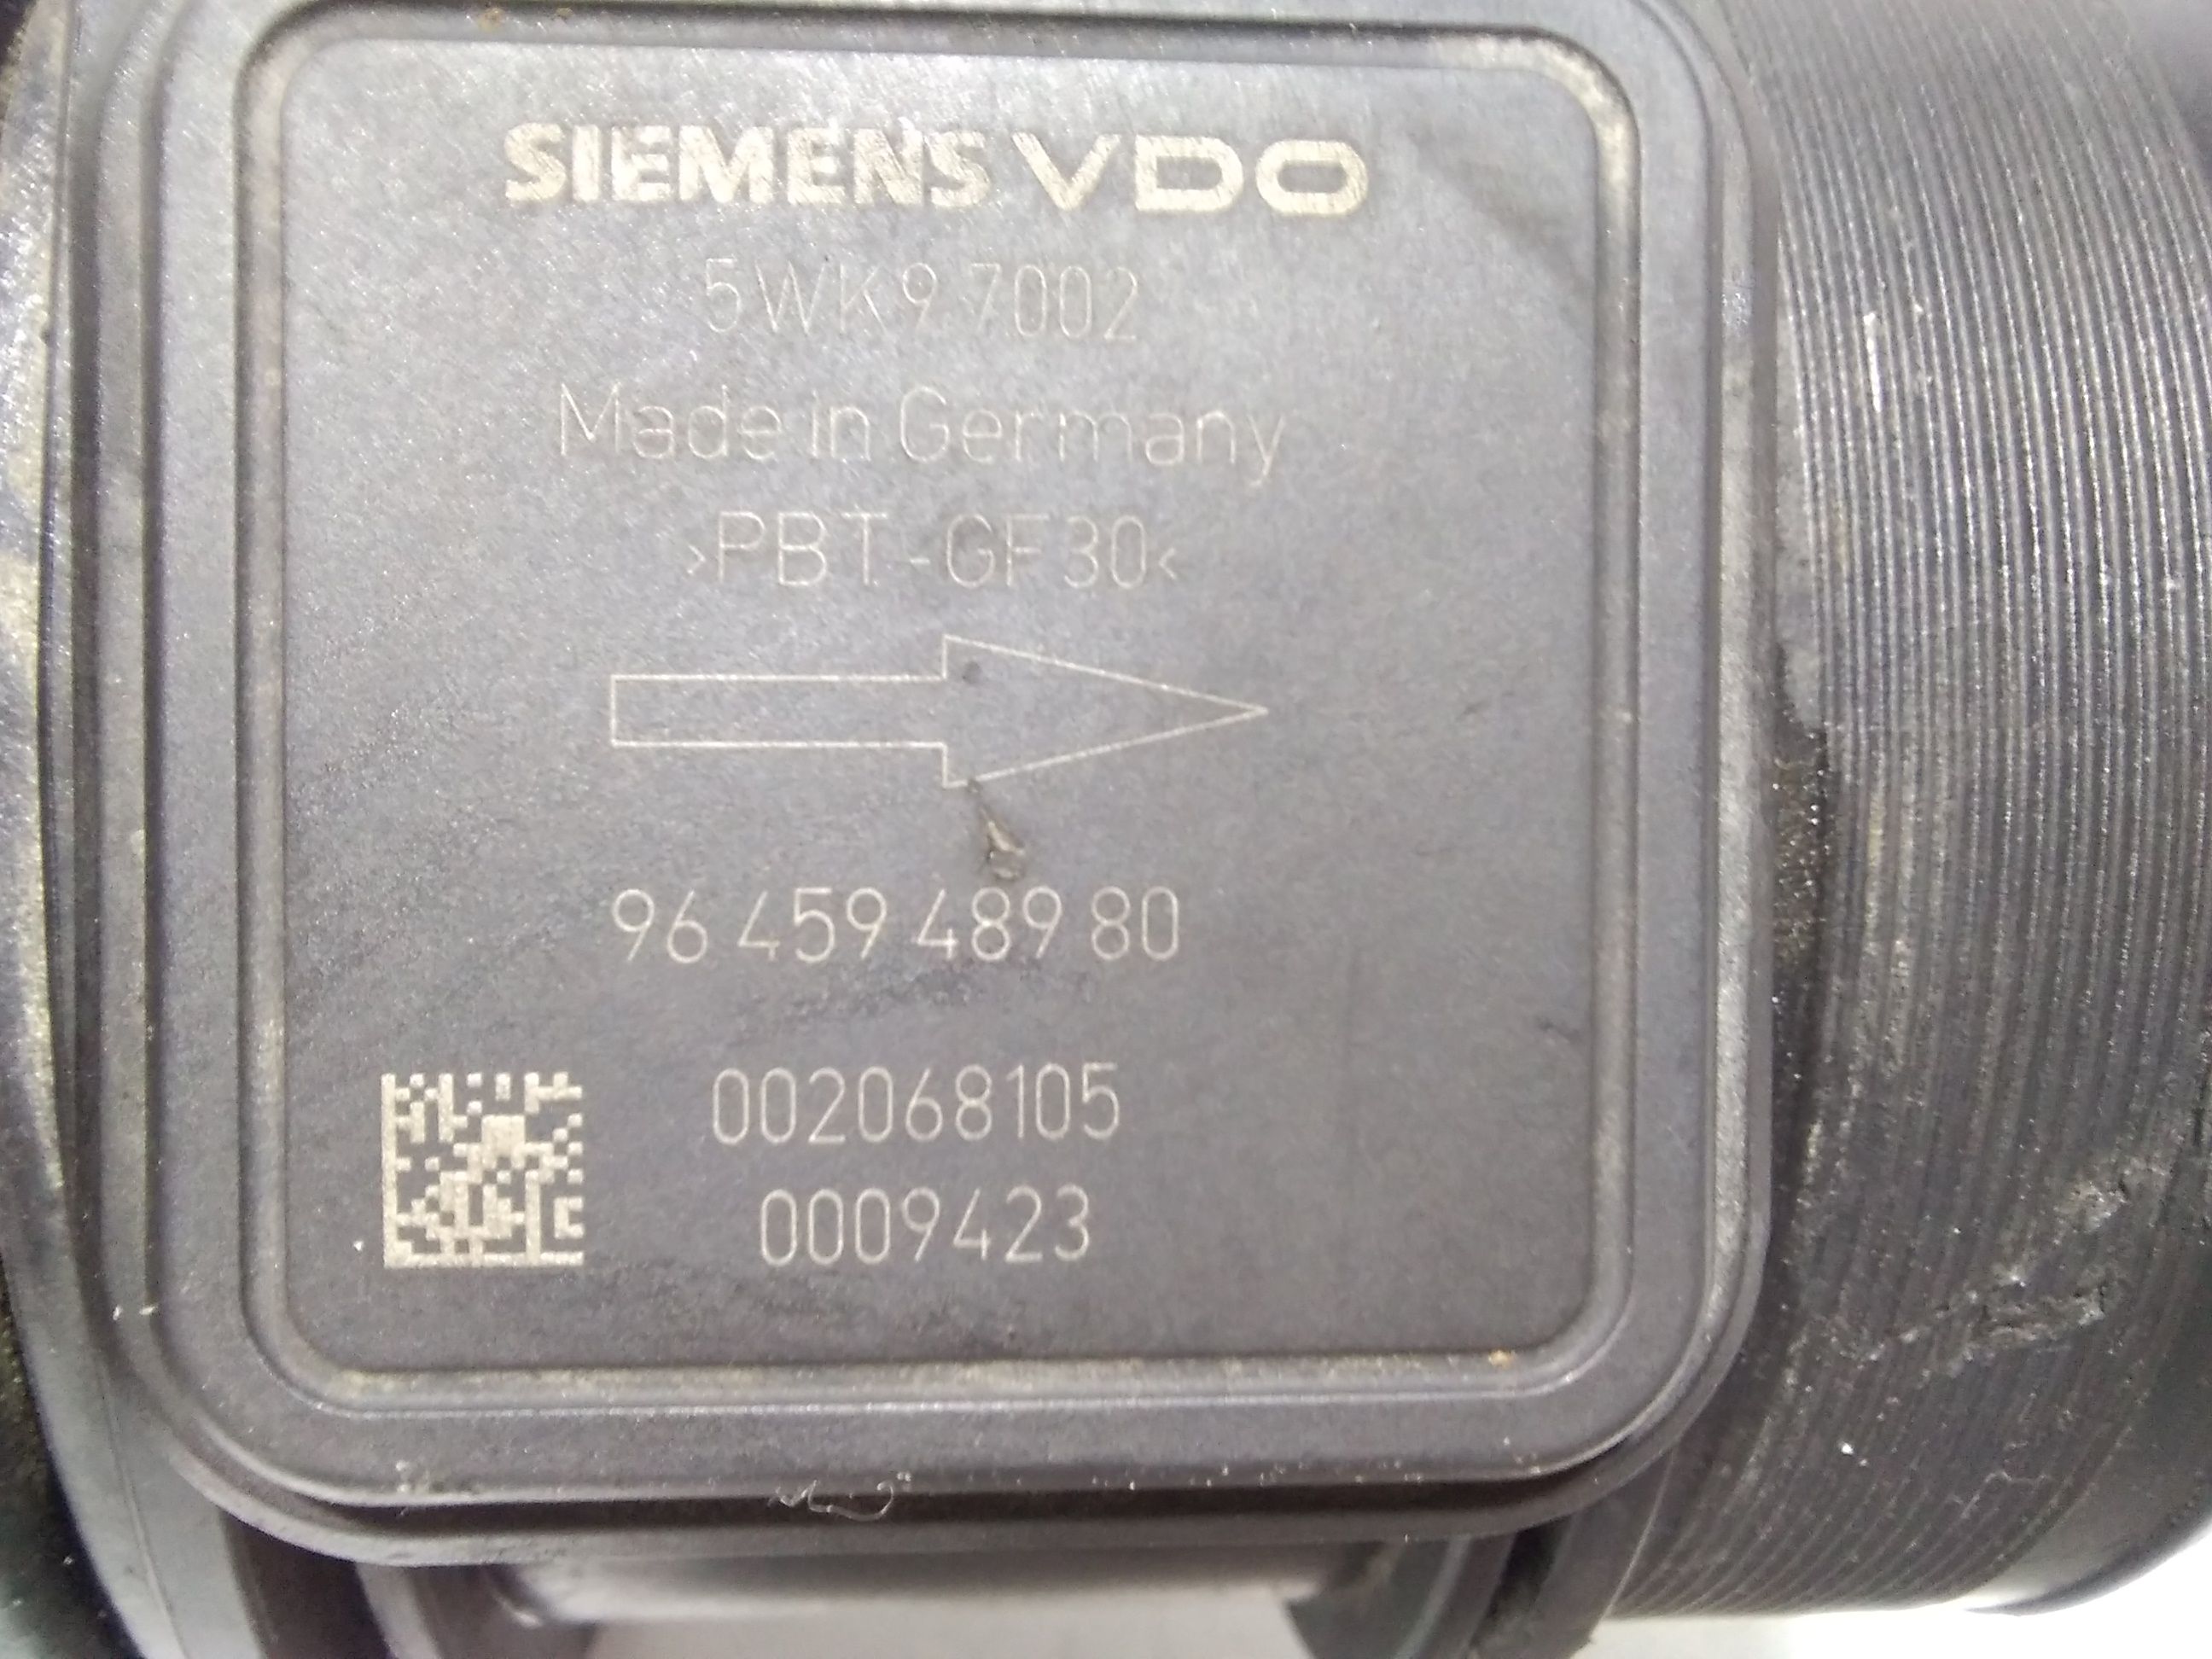 SIEMENS VDO
5WK9 7002
Made in Germany
>PBT-GF30<
96 459 489 80
002068105
0009423